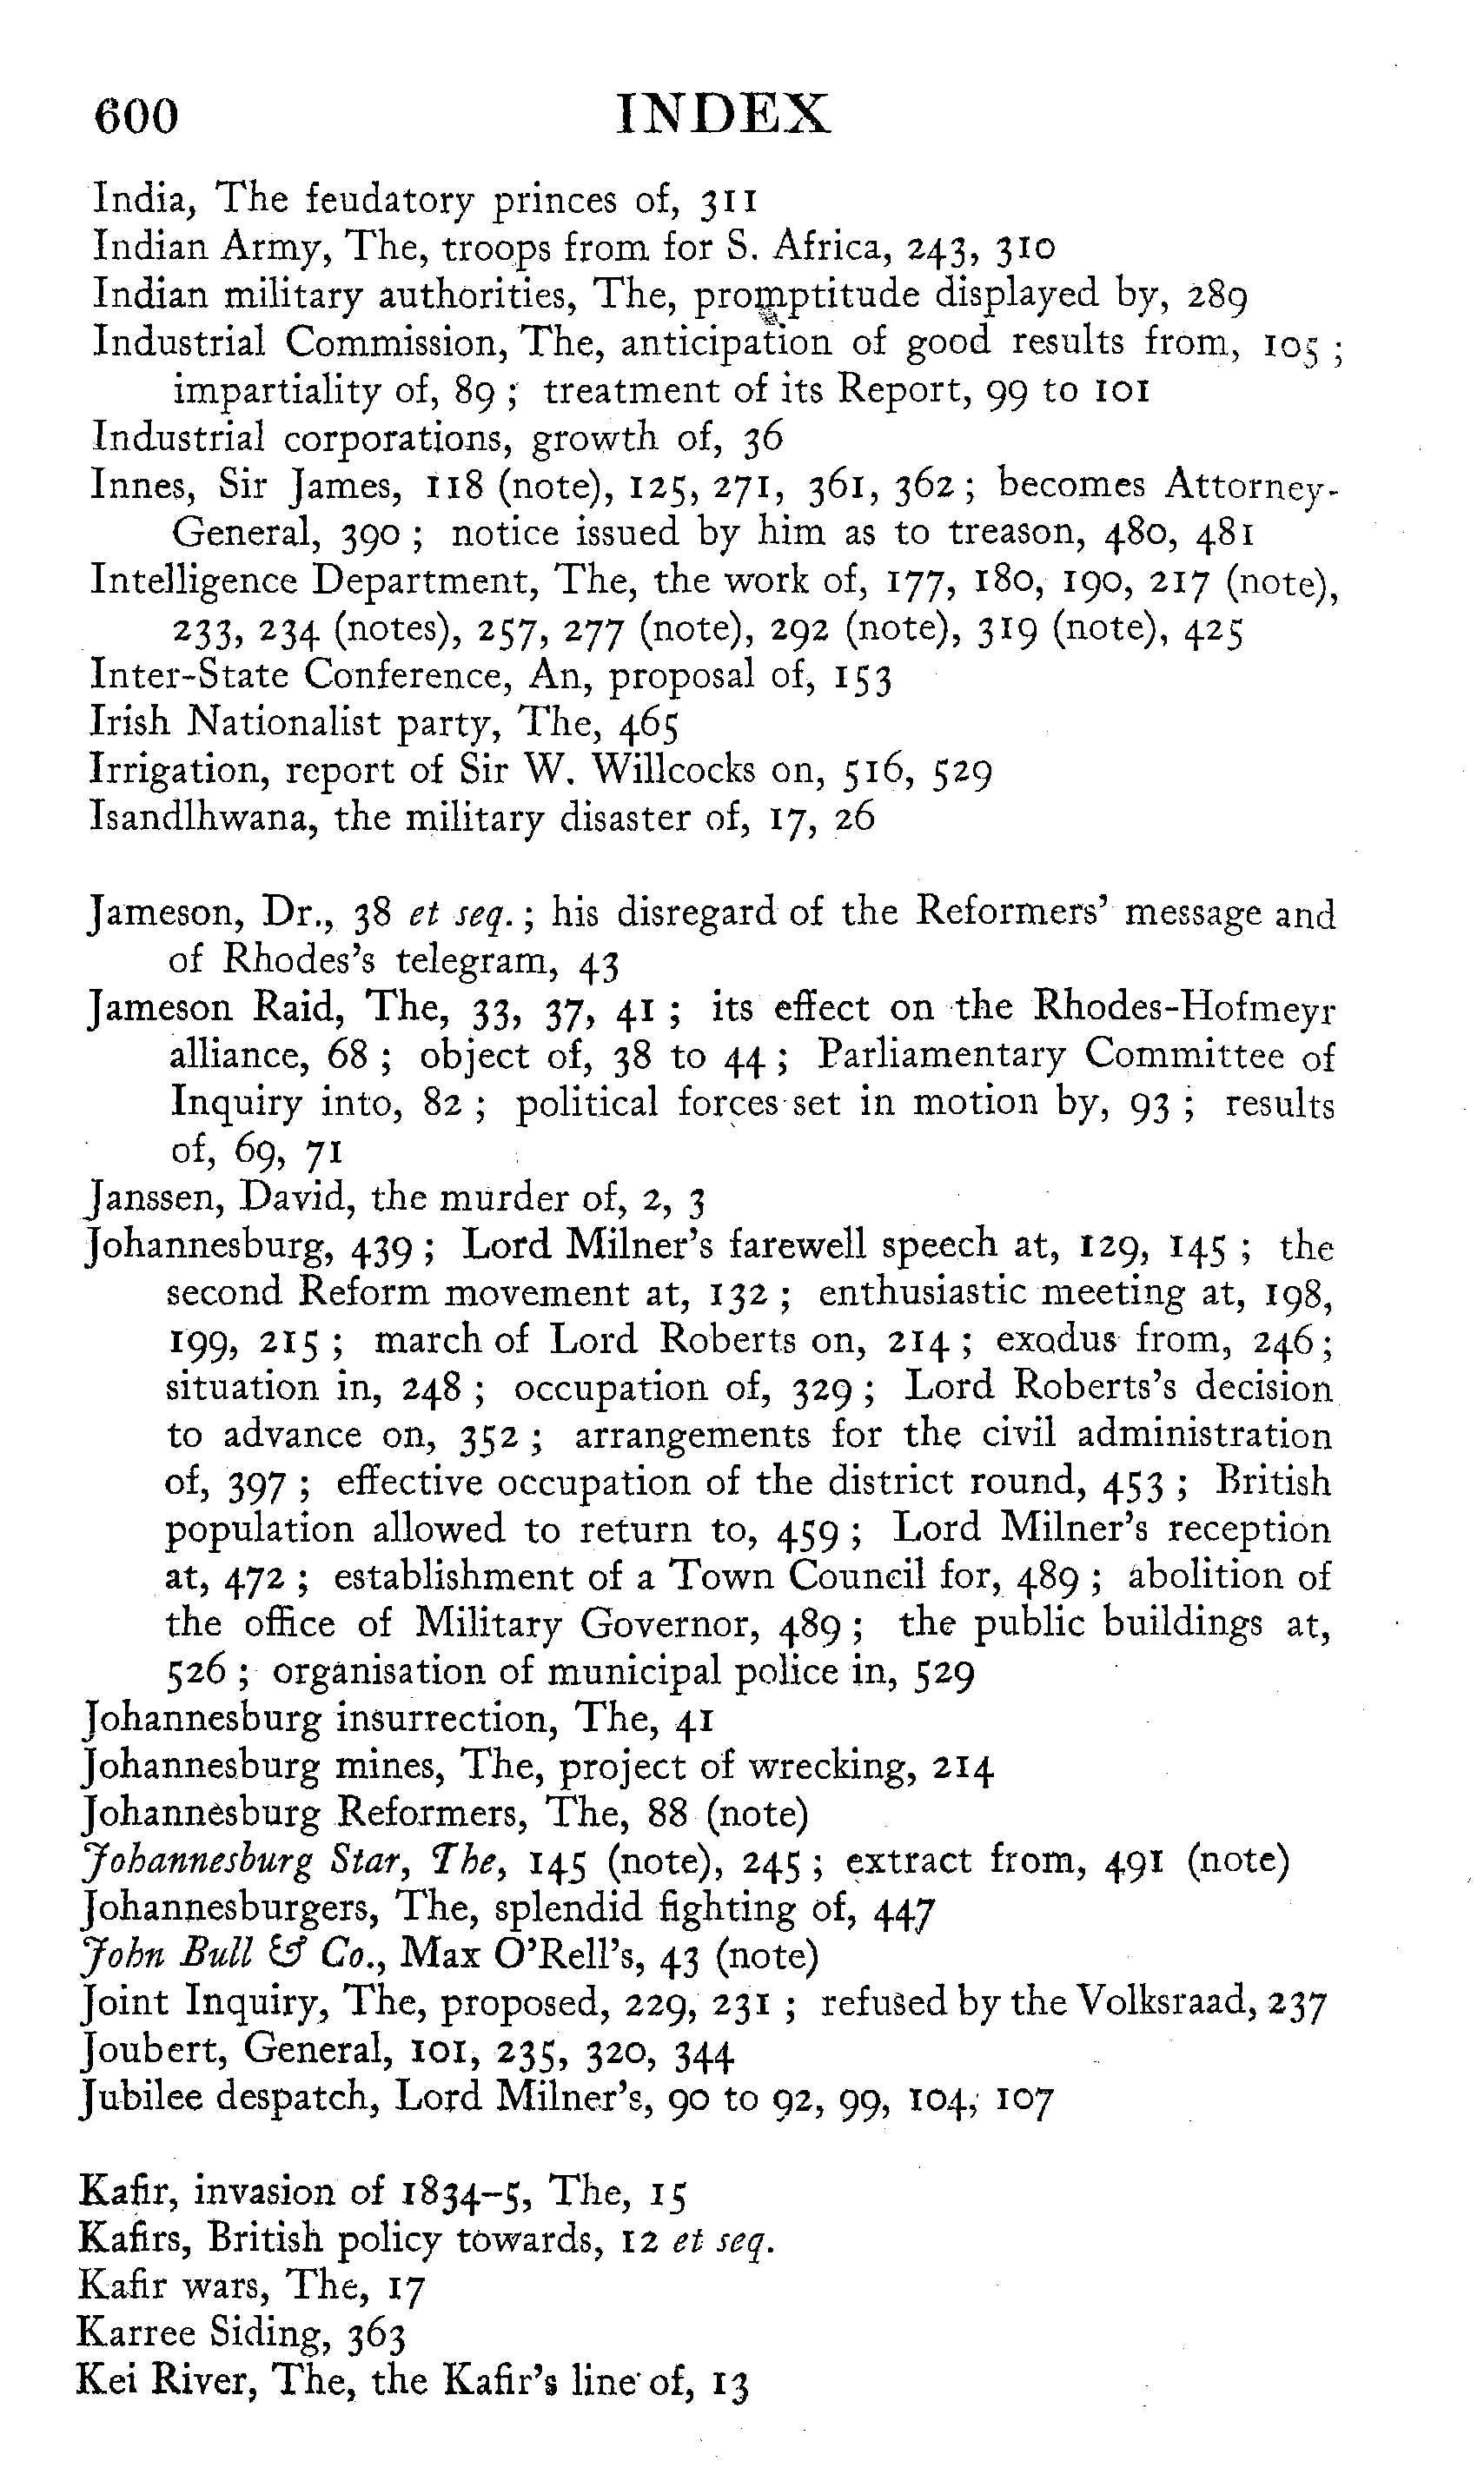 600 INDEX
India, The feudatory princes of, 311
Indian Army, The, troops from for S. Africa, 243, 310
Indian military authorities, The, promptitude displayed by, 289
Industrial Commission, The, anticipation of good results from, 105 ;
impartiality of, 89 ; treatment of its Report, 99 to 101
Industrial corporations, growth of, 36
Innes, Sir James, 118 (note), 125, 271, 361, 362 ; becomes Attorney-
General, 390 ; notice issued by him as to treason, 480, 481
Intelligence Department, The, the work of, 177, 180, 190, 217 (note),
233, 234 (notes), 257, 277 (note), 292 (note), 319 (note), 425
Inter-State Conference, An, proposal of, 153
Irish Nationalist party, The, 465
Irrigation, report of Sir W. Willcocks on, 516, 529
Isandlhwana, the military disaster of, 17, 26
Jameson, Dr., 38 et seq. ; his disregard of the Reformers' message and
of Rhodes's telegram, 43
Jameson Raid, The, 33, 37, 41 ; its effect on the Rhodes-Hofmeyr
alliance, 68 ; object of, 38 to 44 ; Parliamentary Committee of
Inquiry into, 82 ; political forces set in motion by, 93 ; results
of, 69, 71
Janssen, David, the murder of, 2, 3
Johannesburg, 439 ; Lord Milner's farewell speech at, 129, 145 ; the
second Reform movement at, 132 ; enthusiastic meeting at, 198,
199, 215 ; march of Lord Roberts on, 214 ; exodus from, 246 ;
situation in, 248 ; occupation of, 329 ; Lord Roberts's decision
to advance on, 352 ; arrangements for the civil administration
of, 397 ; effective occupation of the district round, 453 ; British
population allowed to return to, 459 ; Lord Milner's reception
at, 472 ; establishment of a Town Council for, 489 ; abolition of
the office of Military Governor, 489 ; the public buildings at,
526 ; organisation of municipal police in, 529
Johannesburg insurrection, The, 41
Johannesburg mines, The, project of wrecking, 214
Johannesburg Reformers, The, 88 (note)
Johannesburg Star, The, 145 (note), 245 ; extract from, 491 (note)
Johannesburgers, The, splendid fighting of, 447
John Bull & Co., Max O'Rell's, 43 (note)
Joint Inquiry, The, proposed, 229, 231 ; refused by the Volksraad, 237
Joubert, General, 101, 235, 320, 344
Jubilee despatch, Lord Milner's, 90 to 92, 99, 104, 107
Kafir, invasion of 1834–5, The, 15
Kafirs, British policy towards, 12 et seq.
Kafir wars, The, 17
Karree Siding, 363
Kei River, The, the Kafir's line of, 13